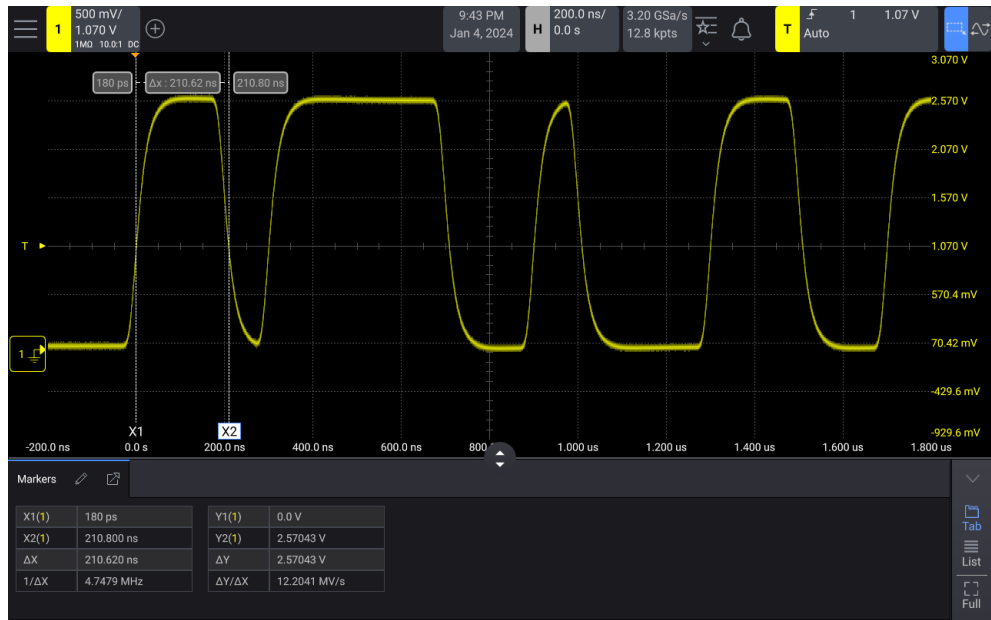 500 mV/
1
1.070 V
1MΩ 10.0:1 DC
9:43 PM
Jan 4, 2024
H
200.0 ns/
0.0 s
3.20 GSa/s
12.8 kpts
T
1
1.07 V
Auto
3.070 V
180 ps
Δx : 210.62 ns
210.80 ns
2.570 V
2.070 V
1.570 V
T
1.070 V
570.4 mV
1
70.42 mV
-429.6 mV
X1
X2
-929.6 mV
-200.0 ns
0.0 s
200.0 ns
400.0 ns
600.0 ns
800.
1.000 us
1.200 us
1.400 us
1.600 us
1.800 us
Markers
X1(1) 180 ps Y1(1) 0.0 V
X2(1) 210.800 ns Y2(1) 2.57043 V
ΔX 210.620 ns ΔY 2.57043 V
1/ΔX 4.7479 MHz ΔY/ΔX 12.2041 MV/s
Tab
List
Full